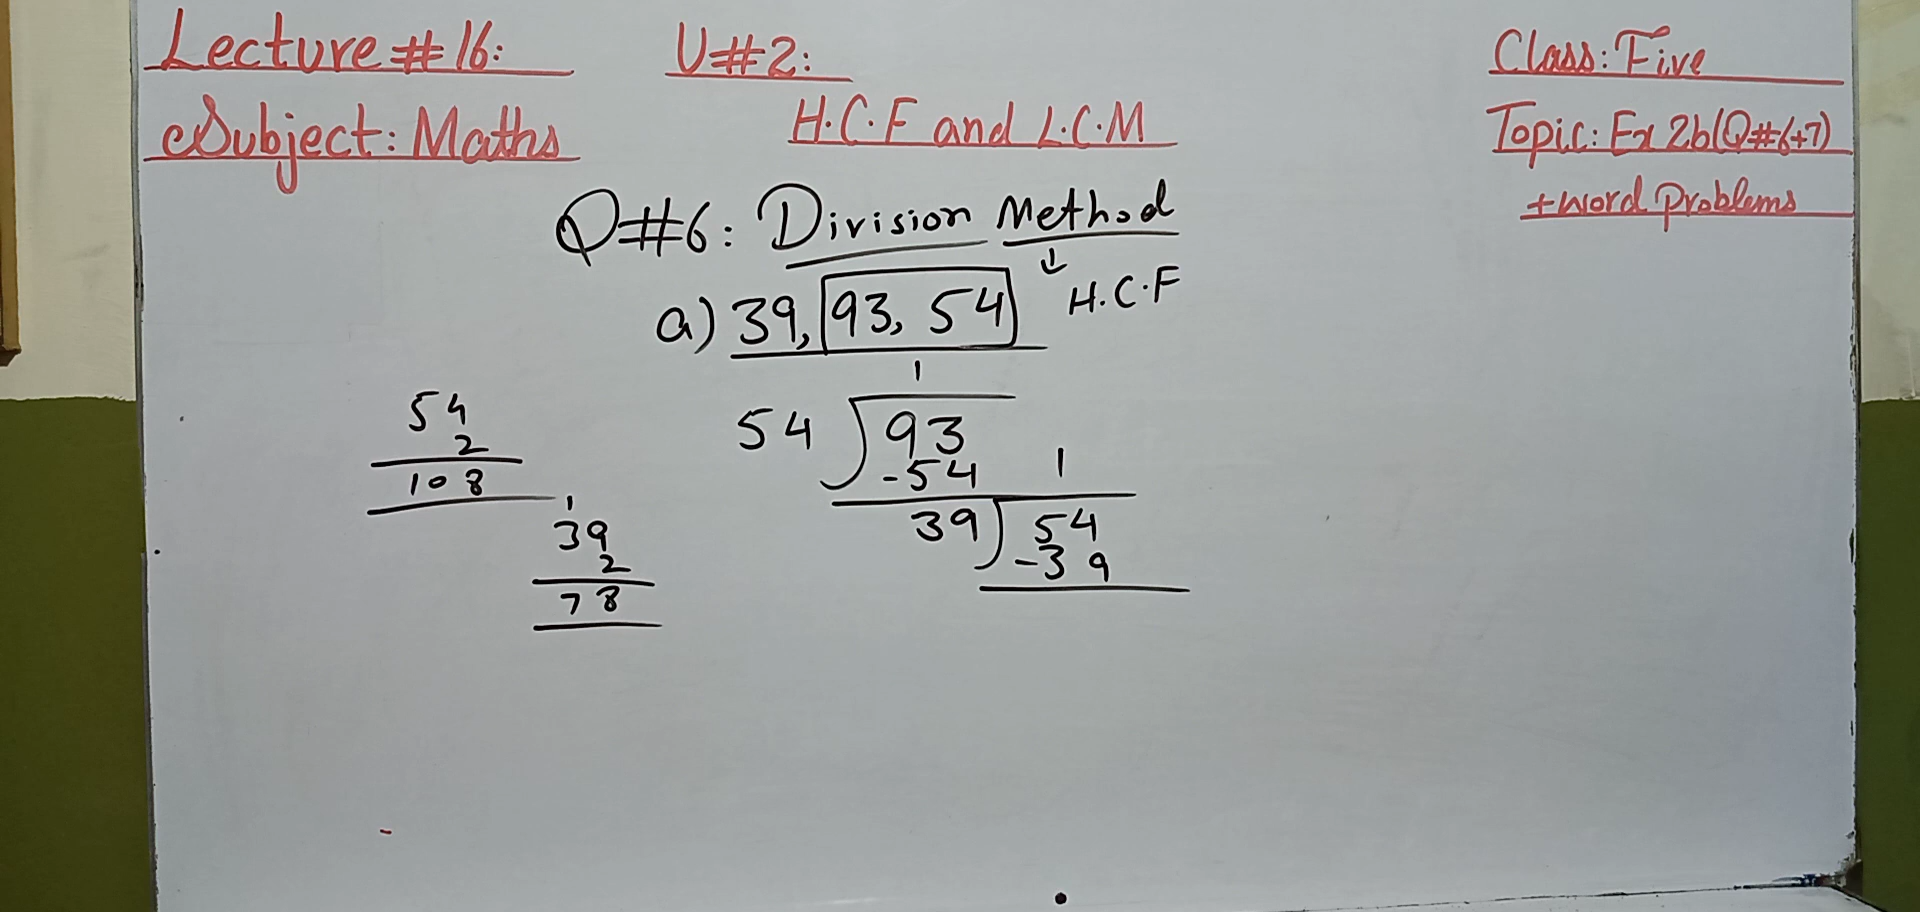 Lecture # 16: U#2: Class: Five
Subject: Maths H.C.F and L.C.M Topic: Ex 2b(Q#6+7)
+word Problems
Q#6: Division Method
↓
H.C.F
a) 39, 93, 54
1
54 93
-54 1
39 54
-39
54
2
108
1
39
2
78